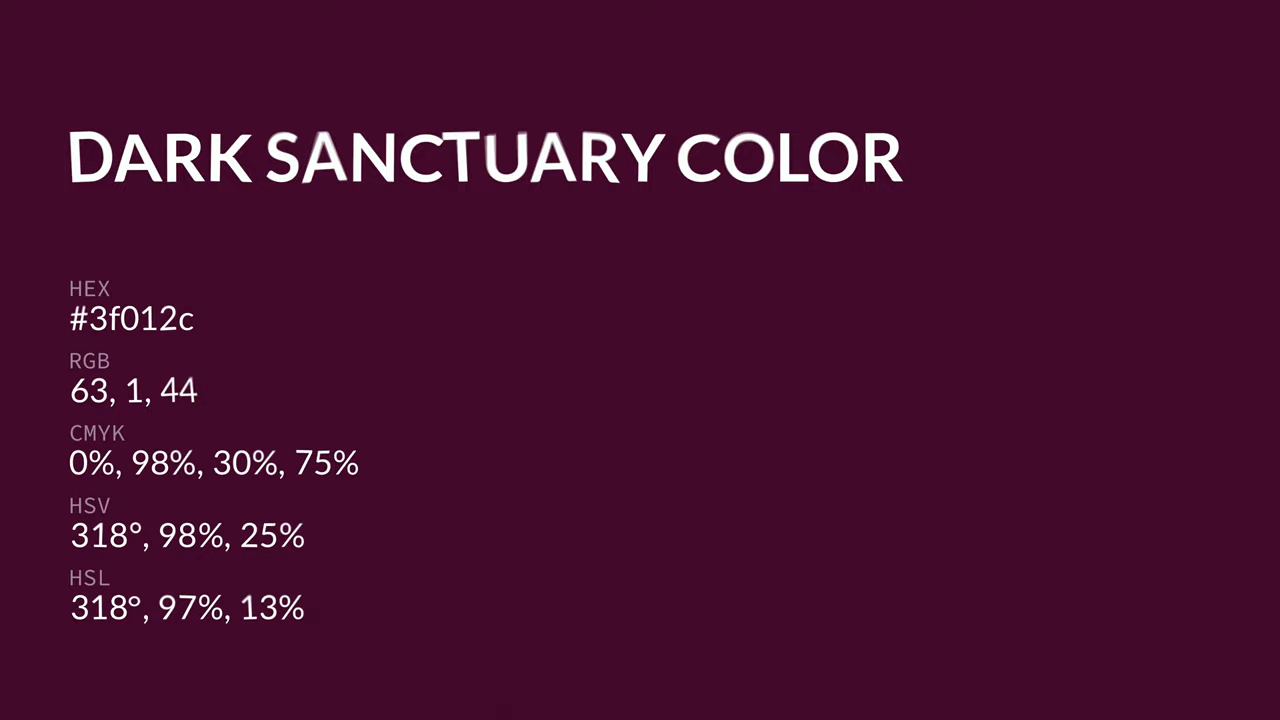 DARK SANCTUARY COLOR
HEX
#3f012c
RGB
63, 1, 44
CMYK
0%, 98%, 30%, 75%
HSV
318°, 98%, 25%
HSL
318°, 97%, 13%